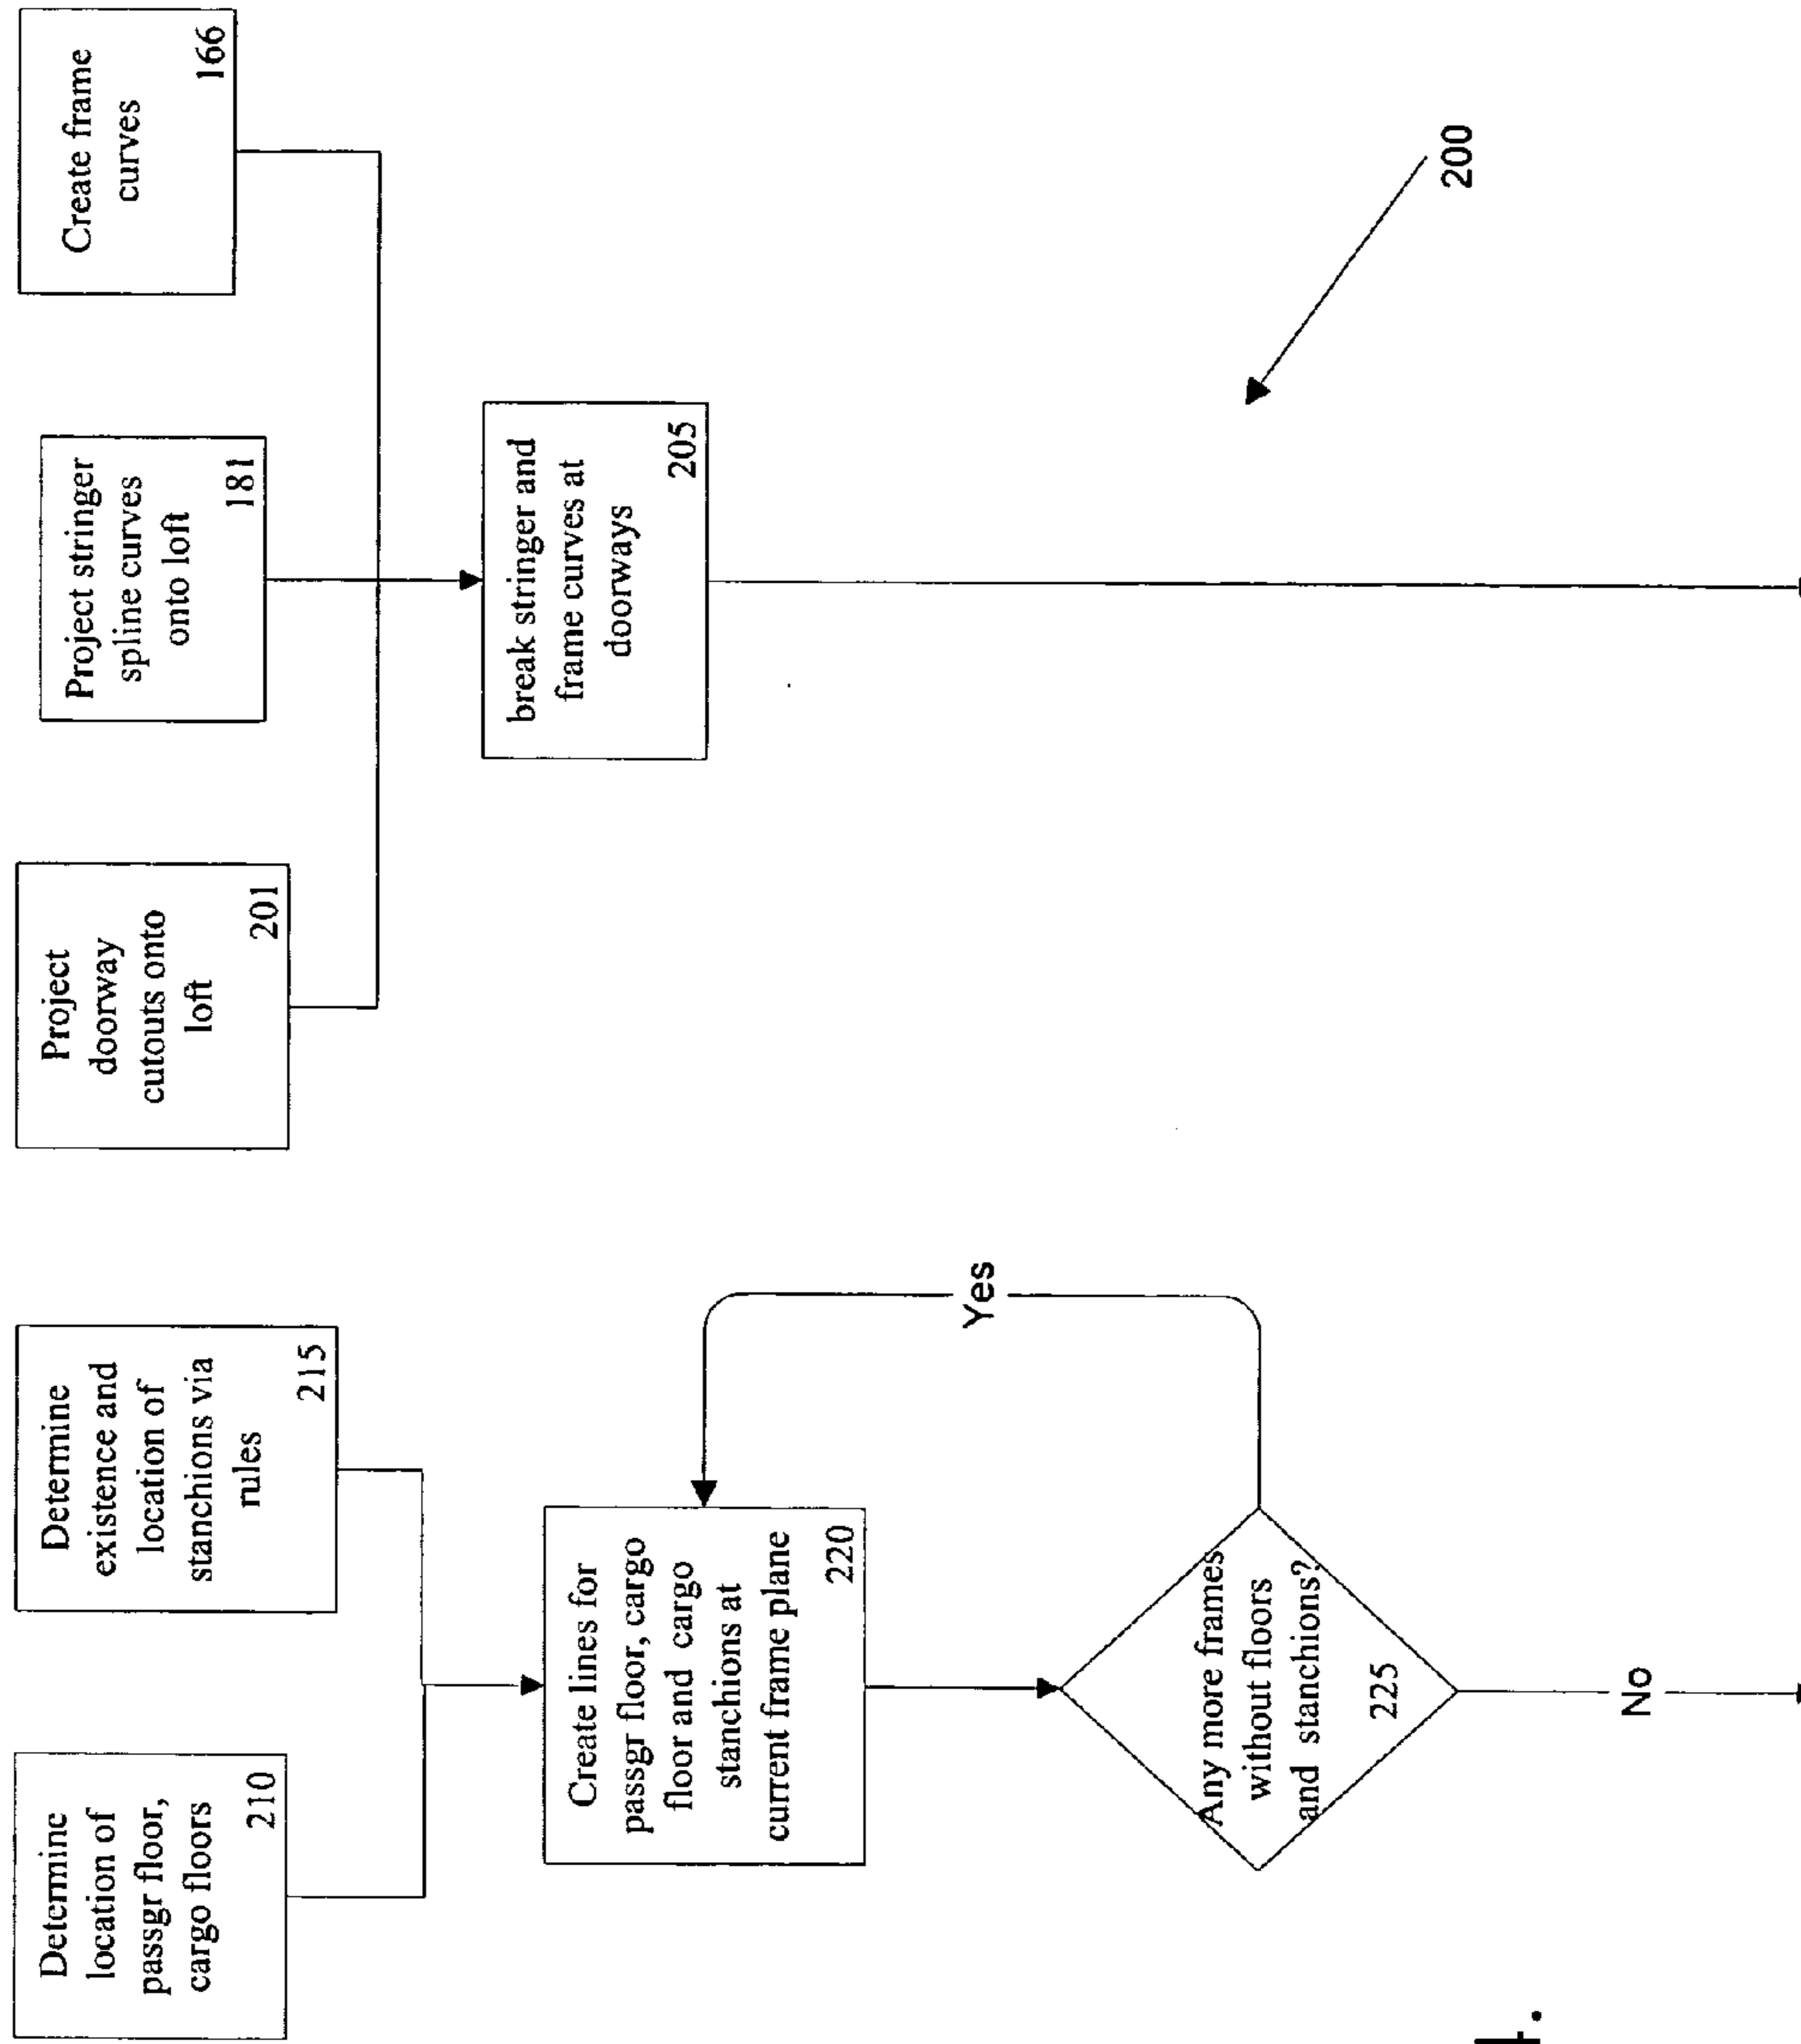 Determine
location of
passgr floor,
cargo floors
210
Determine
existence and
location of
stanchions via
rules
215
Project
doorway
cutouts onto
loft
201
Project stringer
spline curves
onto loft
181
Create frame
curves
166
Create lines for
passgr floor, cargo
floor and cargo
stanchions at
current frame plane
220
break stringer and
frame curves at
doorways
205
Yes
Any more frames
without floors
and stanchions?
225
No
200